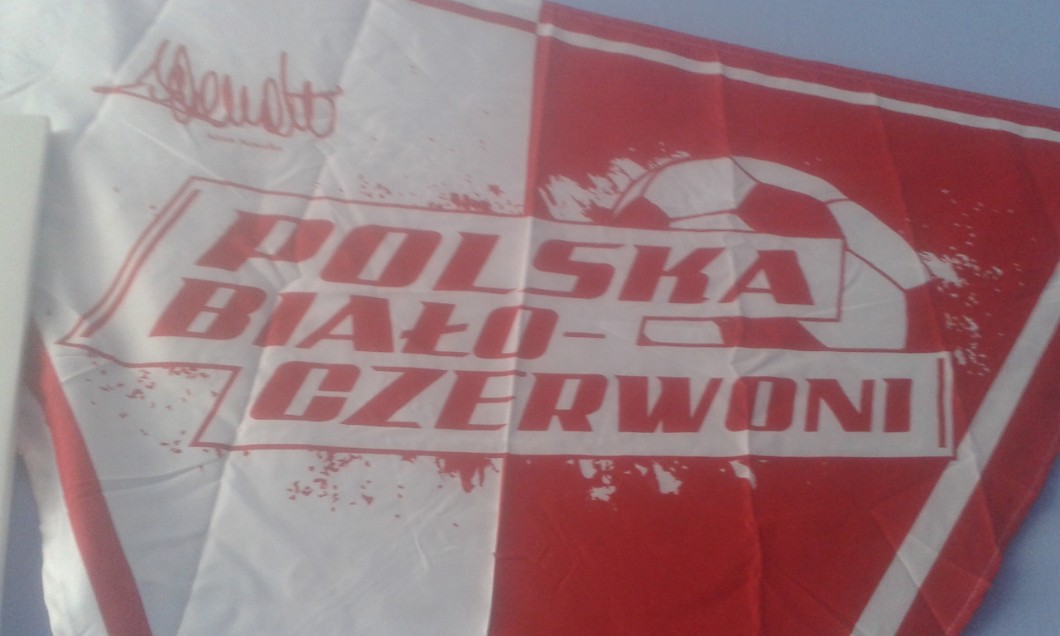 POLSKA
BIAŁO-
CZERWONI